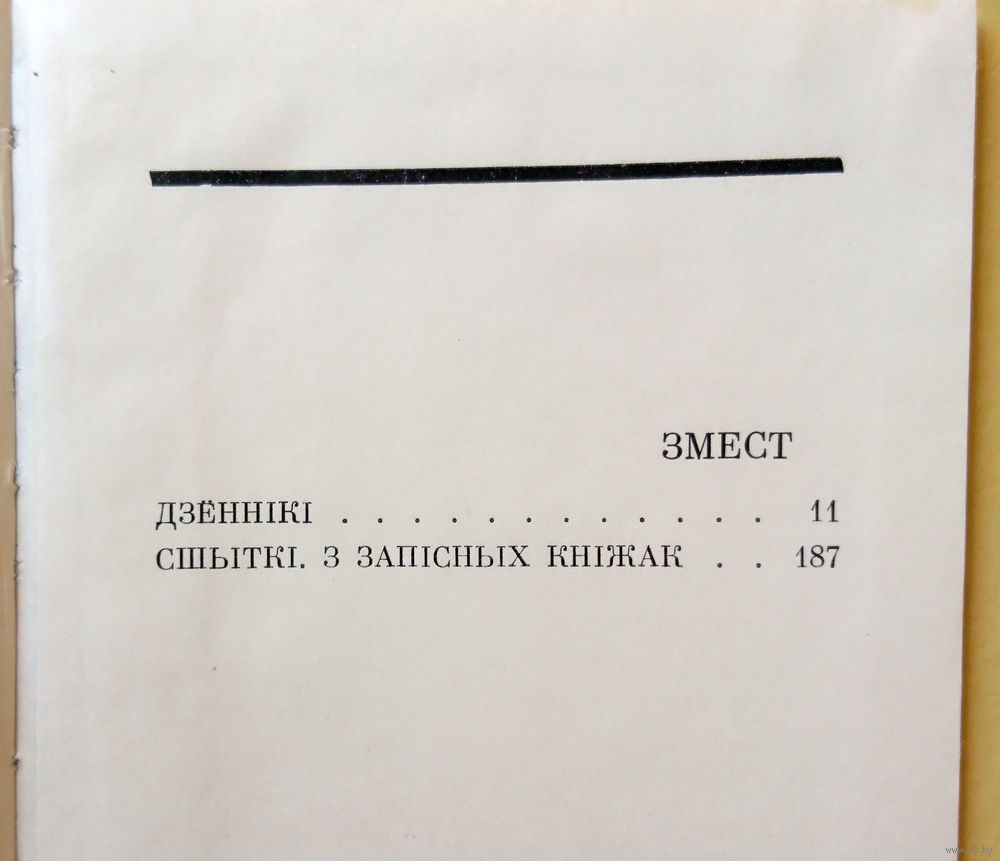 ЗМЕСТ
ДЗЁННІКІ . . . . . . . . . . . . . . . 11
СШЫТКІ. З ЗАПІСНЫХ КНІЖАК . . 187